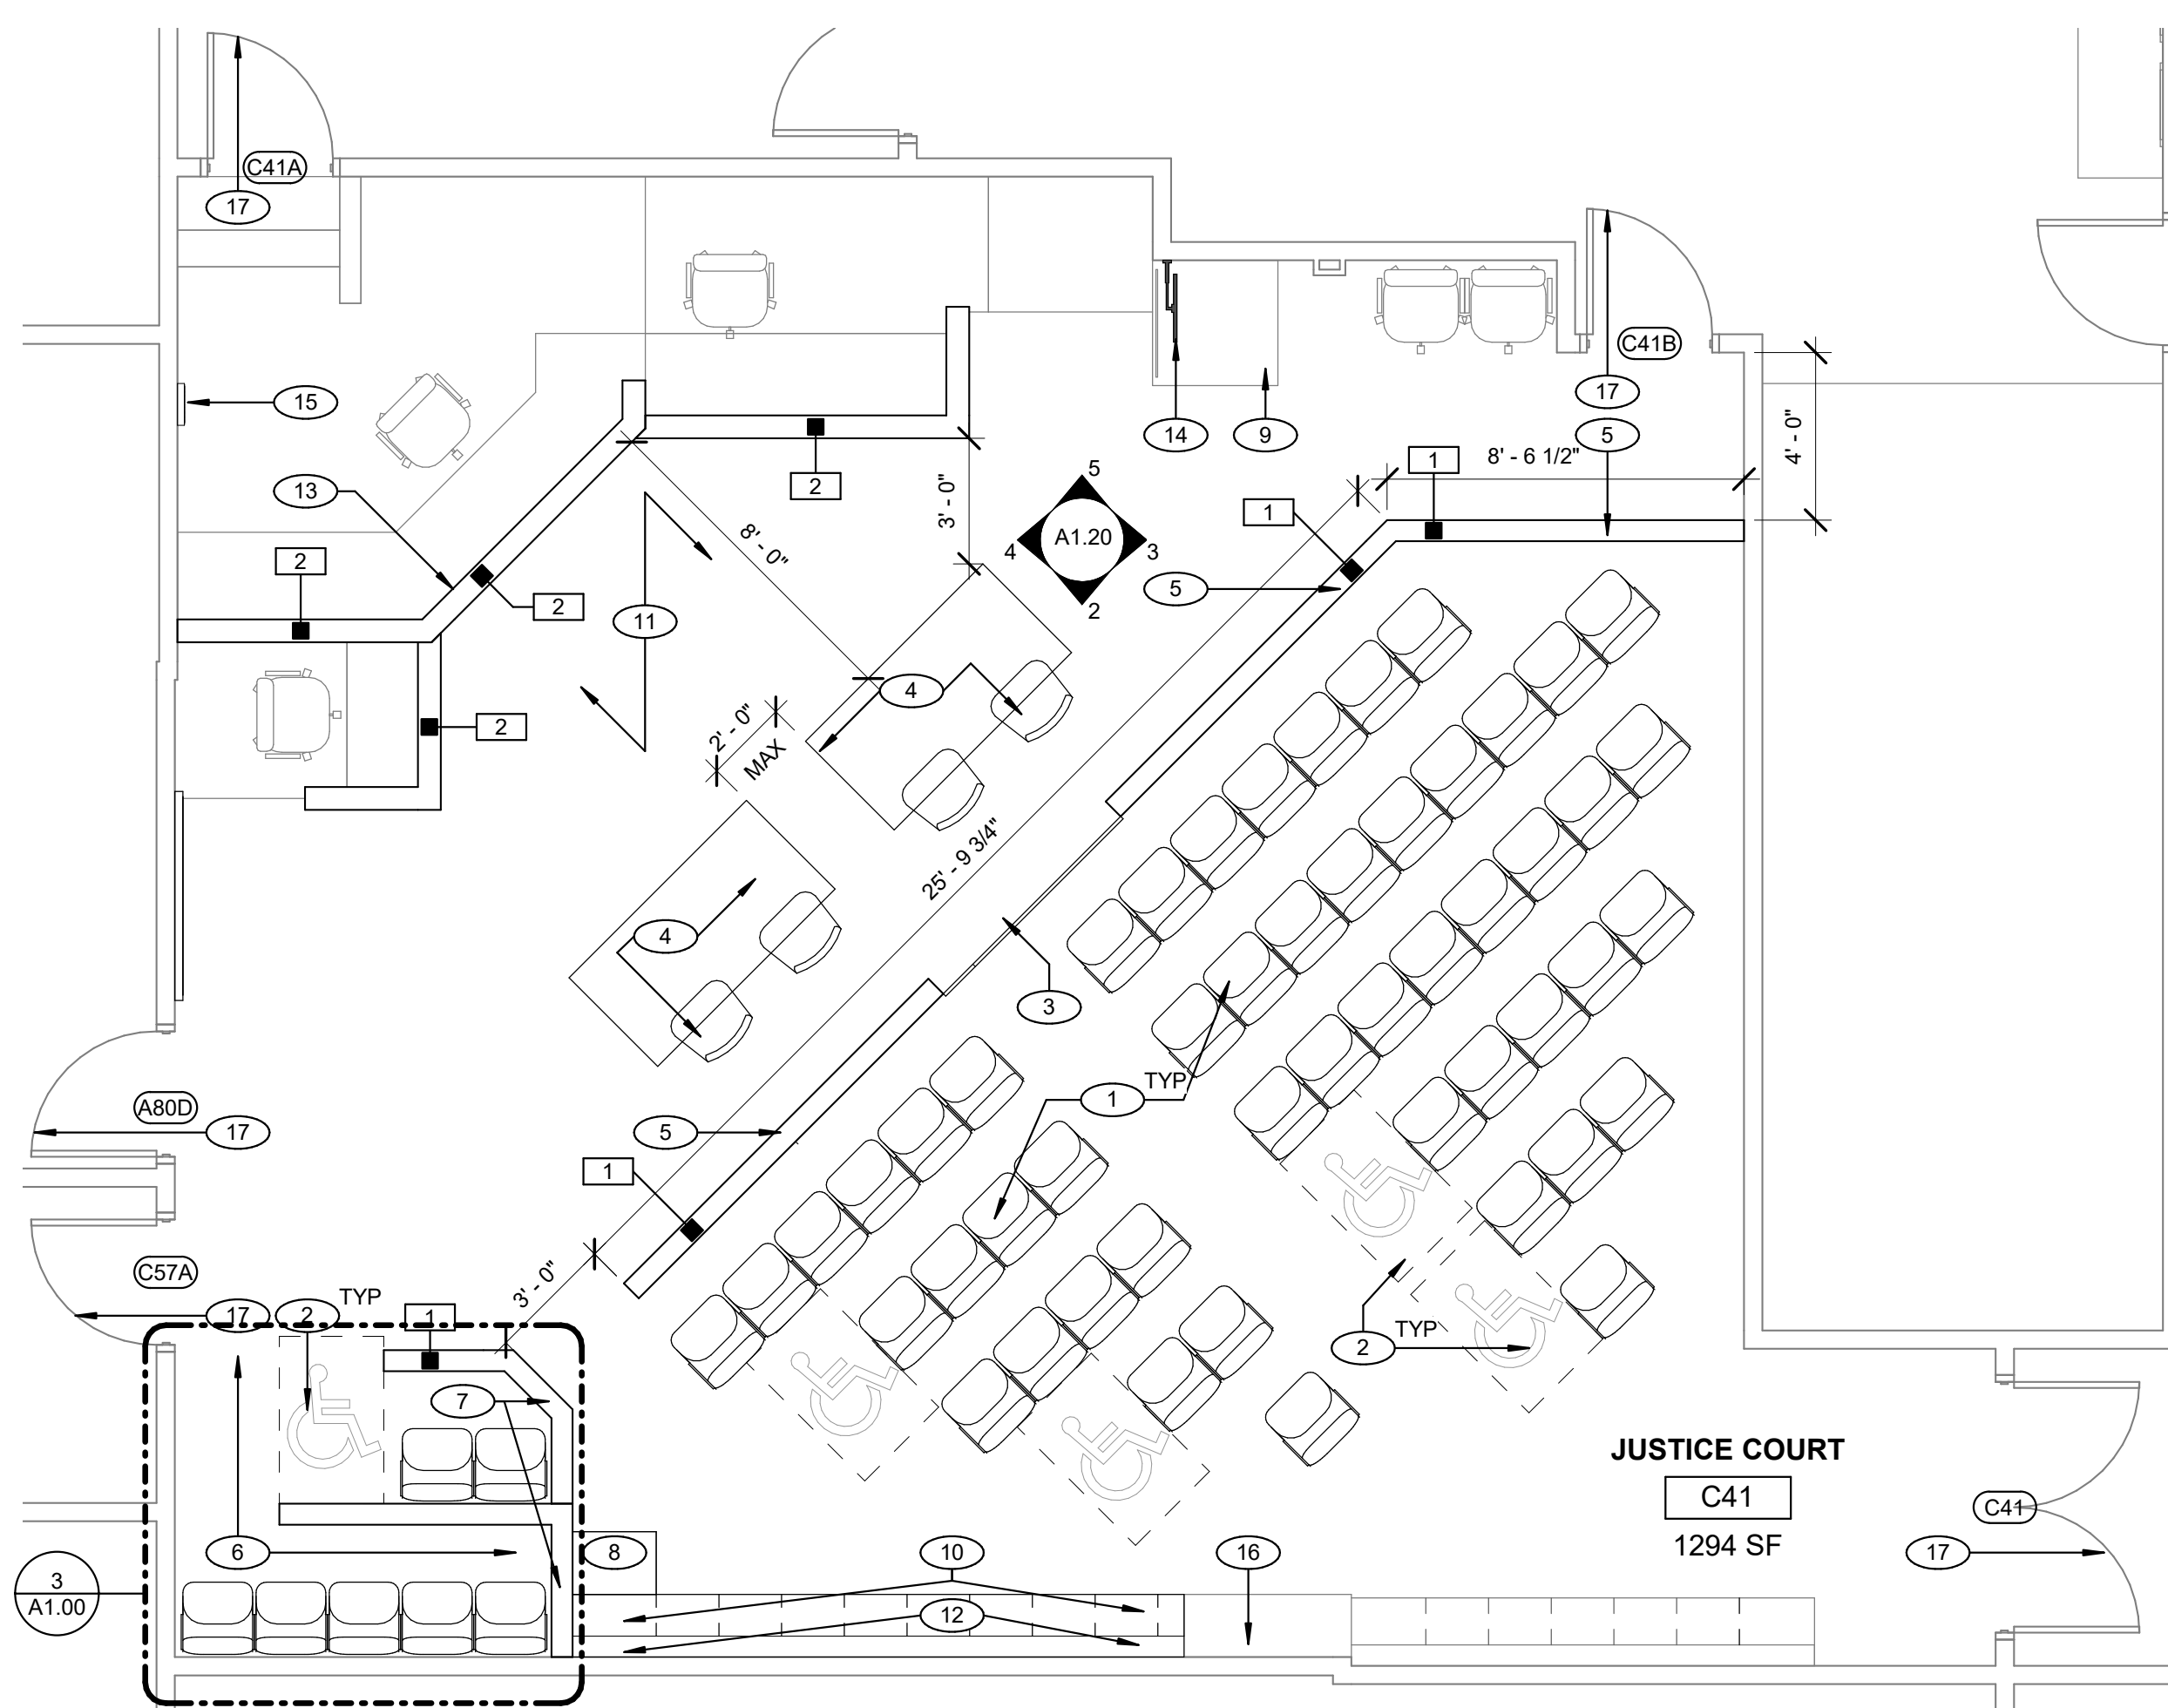 C41A
17
5
4
A1.20
3
2
14
9
C41B
17
5
4' - 0"
8' - 6 1/2"
1
1
5
15
13
2
2
2
2
11
8' - 0"
3' - 0"
4
2' - 0"
MAX
25' - 9 3/4"
4
3
TYP
1
5
1
A80D
17
C57A
17
2
TYP
1
3' - 0"
7
2
TYP
6
8
10
12
16
3
A1.00
JUSTICE COURT
C41
1294 SF
C41
17